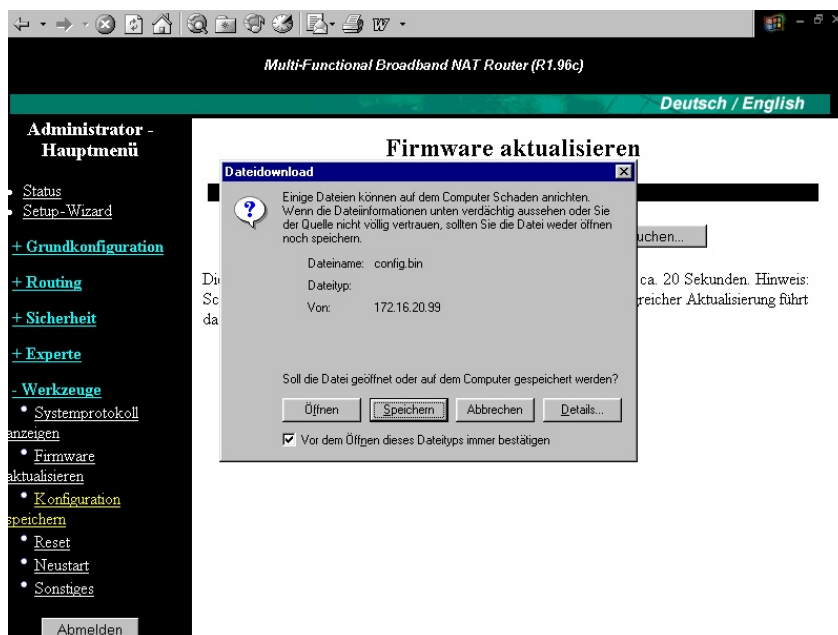 Multi-Functional Broadband NAT Router (R1.96c)
Deutsch / English
Administrator -
Hauptmenü
Status
Setup-Wizard
+ Grundkonfiguration
+ Routing
+ Sicherheit
+ Experte
- Werkzeuge
Systemprotokoll
anzeigen
Firmware
aktualisieren
Konfiguration
speichern
Reset
Neustart
Sonstiges
Abmelden
Firmware aktualisieren
Dateidownload
Einige Dateien können auf dem Computer Schaden anrichten.
Wenn die Dateiinformationen unten verdächtig aussehen oder Sie
der Quelle nicht völlig vertrauen, sollten Sie die Datei weder öffnen
noch speichern.
Dateiname: config.bin
Dateityp:
Von: 172.16.20.99
Soll die Datei geöffnet oder auf dem Computer gespeichert werden?
Öffnen Speichern Abbrechen Details...
Vor dem Öffnen dieses Dateityps immer bestätigen
uchen...
ca. 20 Sekunden. Hinweis:
greicher Aktualisierung führt
da